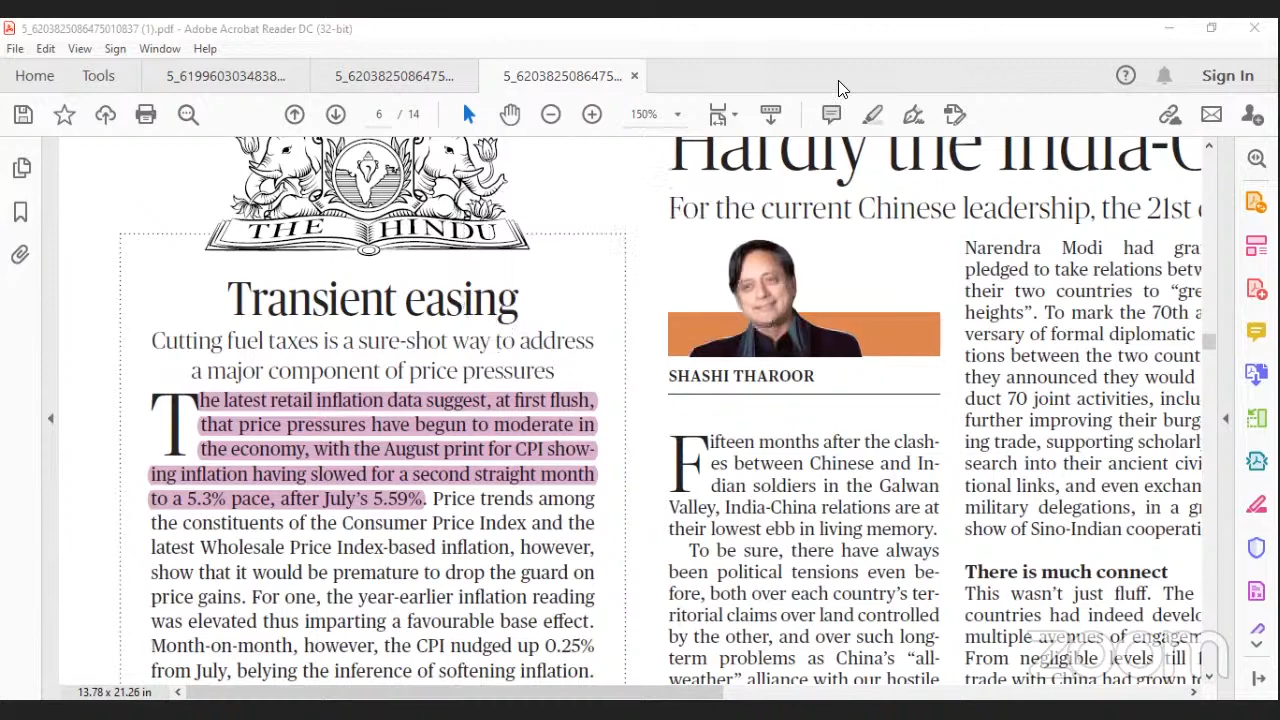 5_6203825086475010837 (1).pdf - Adobe Acrobat Reader DC (32-bit)
File Edit View Sign Window Help
Home Tools 5_6199603034838... 5_6203825086475... 5_6203825086475... × Sign In
6 / 14 150%
THE HINDU
Transient easing
Cutting fuel taxes is a sure-shot way to address
a major component of price pressures
The latest retail inflation data suggest, at first flush,
that price pressures have begun to moderate in
the economy, with the August print for CPI show-
ing inflation having slowed for a second straight month
to a 5.3% pace, after July's 5.59%. Price trends among
the constituents of the Consumer Price Index and the
latest Wholesale Price Index-based inflation, however,
show that it would be premature to drop the guard on
price gains. For one, the year-earlier inflation reading
was elevated thus imparting a favourable base effect.
Month-on-month, however, the CPI nudged up 0.25%
from July, belying the inference of softening inflation.
Hardly the India-C
For the current Chinese leadership, the 21st
SHASHI THAROOR
Fifteen months after the clash-
es between Chinese and In-
dian soldiers in the Galwan
Valley, India-China relations are at
their lowest ebb in living memory.
To be sure, there have always
been political tensions even be-
fore, both over each country's ter-
ritorial claims over land controlled
by the other, and over such long-
term problems as China's "all-
weather" alliance with our hostile
Narendra Modi had gra
pledged to take relations betw
their two countries to "gre
heights". To mark the 70th a
versary of formal diplomatic
tions between the two count
they announced they would
duct 70 joint activities, inclu
further improving their burg
ing trade, supporting scholarl
search into their ancient civi
tional links, and even exchan
military delegations, in a gr
show of Sino-Indian cooperati
There is much connect
This wasn't just fluff. The
countries had indeed develo
multiple avenues of engagem
From negligible levels till
trade with China had grown to
zoom
13.78 x 21.26 in